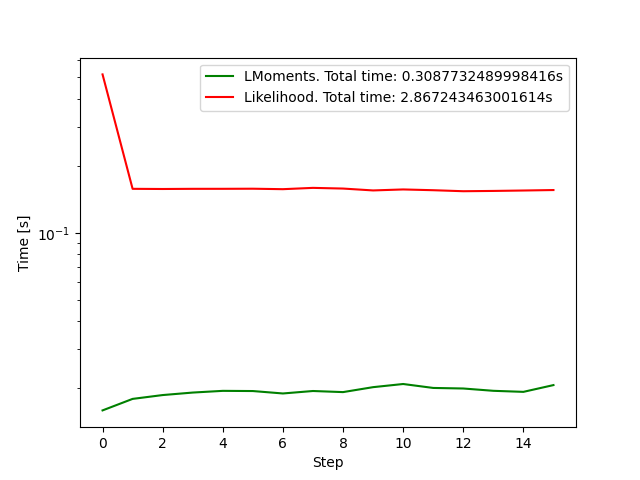 LMoments. Total time: 0.3087732489998416s
Likelihood. Total time: 2.867243463001614s
Time [s]
10⁻¹
0 2 4 6 8 10 12 14
Step